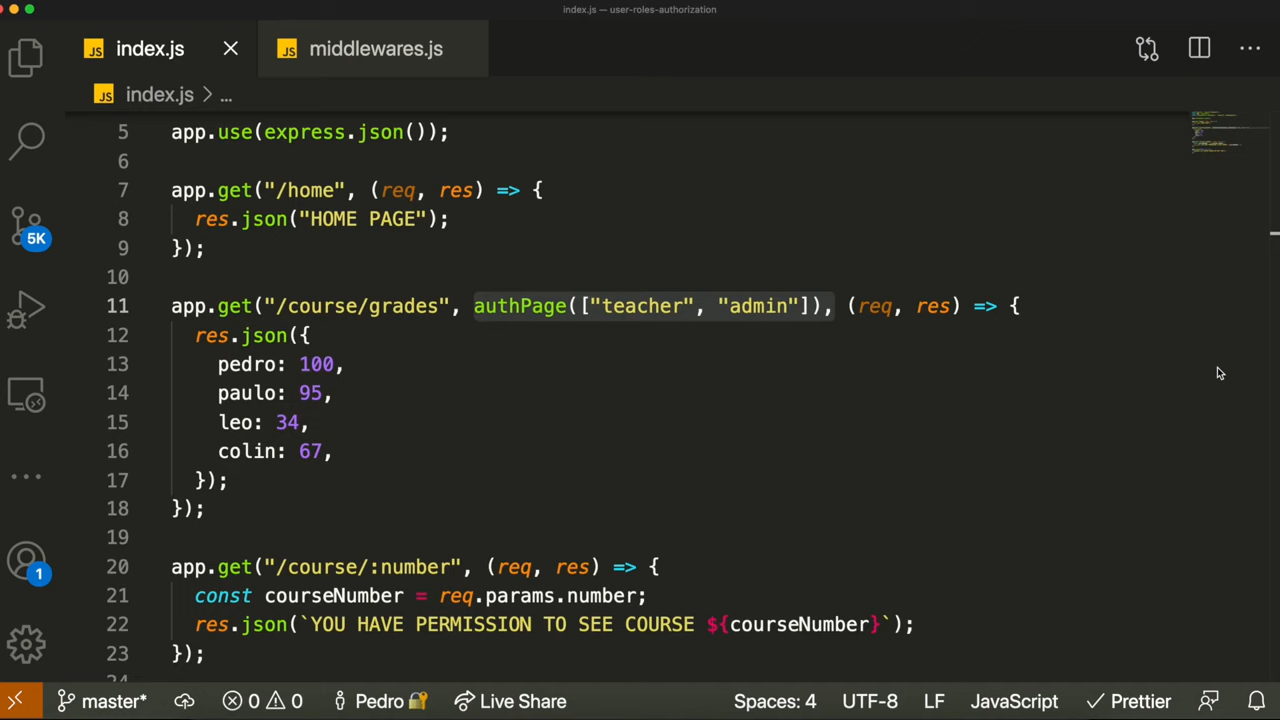 index.js — user-roles-authorization
JS index.js
JS middlewares.js
JS index.js > ...
5 app.use(express.json());
6
7 app.get("/home", (req, res) => {
8 res.json("HOME PAGE");
9 });
10
11 app.get("/course/grades", authPage(["teacher", "admin"]), (req, res) => {
12 res.json({
13 pedro: 100,
14 paulo: 95,
15 leo: 34,
16 colin: 67,
17 });
18 });
19
20 app.get("/course/:number", (req, res) => {
21 const courseNumber = req.params.number;
22 res.json(`YOU HAVE PERMISSION TO SEE COURSE ${courseNumber}`);
23 });
24
5K
1
master* 0 0 Pedro 🔐 Live Share Spaces: 4 UTF-8 LF JavaScript ✓ Prettier